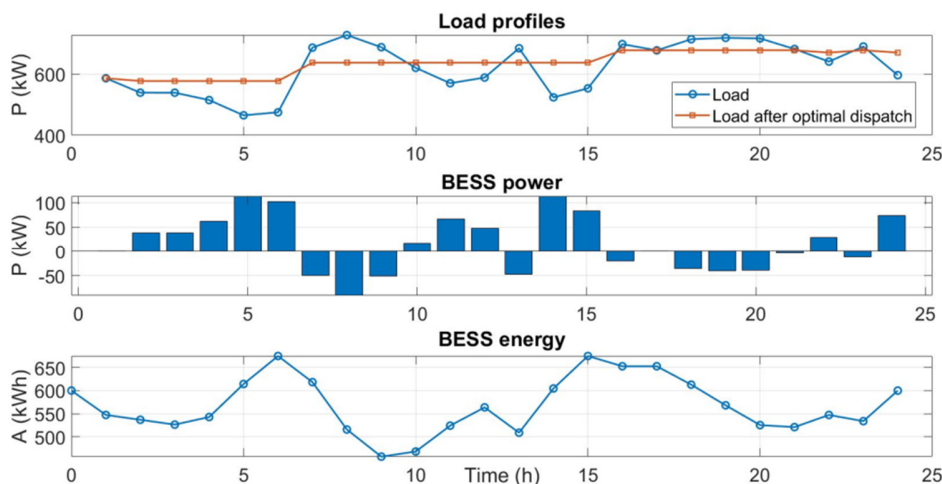 Load profiles
P (kW)
600
400
Load
Load after optimal dispatch
0 5 10 15 20 25
BESS power
P (kW)
100
50
0
-50
0 5 10 15 20 25
BESS energy
A (kWh)
650
600
550
500
0 5 10 15 20 25
Time (h)